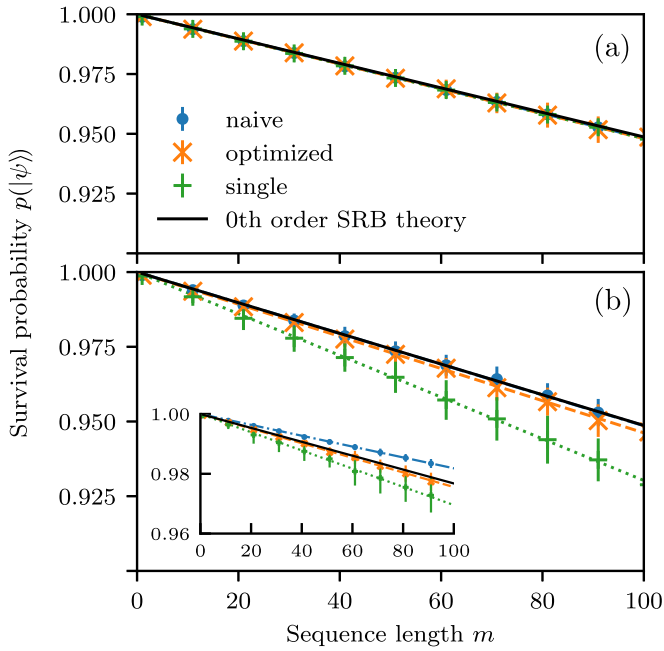 1.000
0.975
0.950
0.925
(a)
naive
optimized
single
0th order SRB theory
Survival probability p(|ψ⟩)
1.000
0.975
0.950
0.925
(b)
1.00
0.98
0.96
0 20 40 60 80 100
0 20 40 60 80 100
Sequence length m